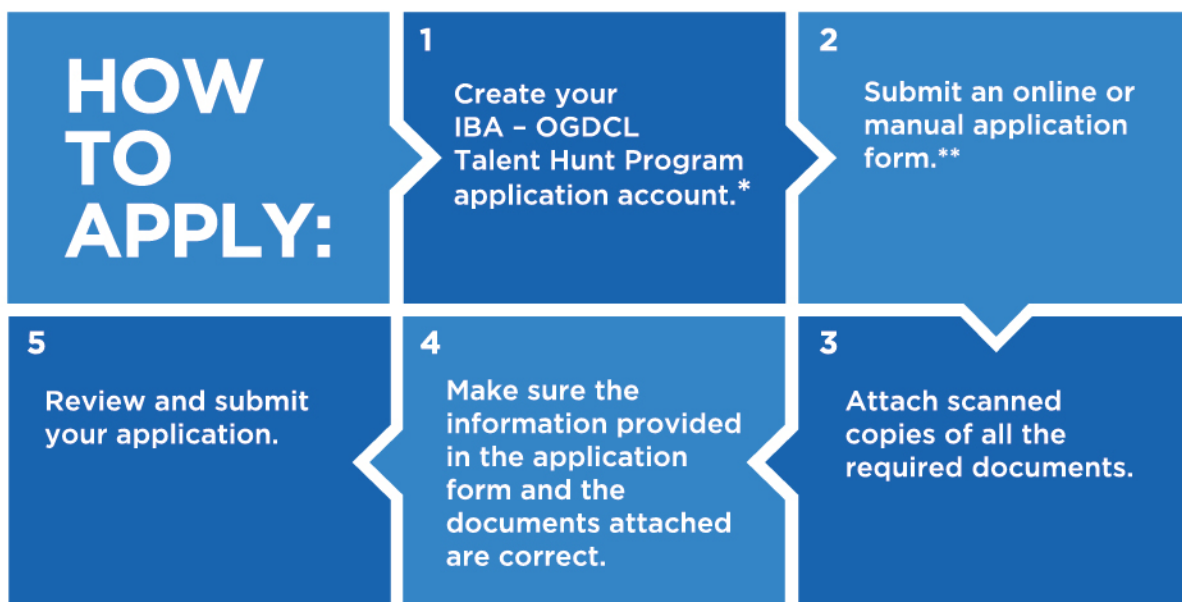 HOW
TO
APPLY:
1
Create your
IBA – OGDCL
Talent Hunt Program
application account.*
2
Submit an online or
manual application
form.**
3
Attach scanned
copies of all the
required documents.
4
Make sure the
information provided
in the application
form and the
documents attached
are correct.
5
Review and submit
your application.